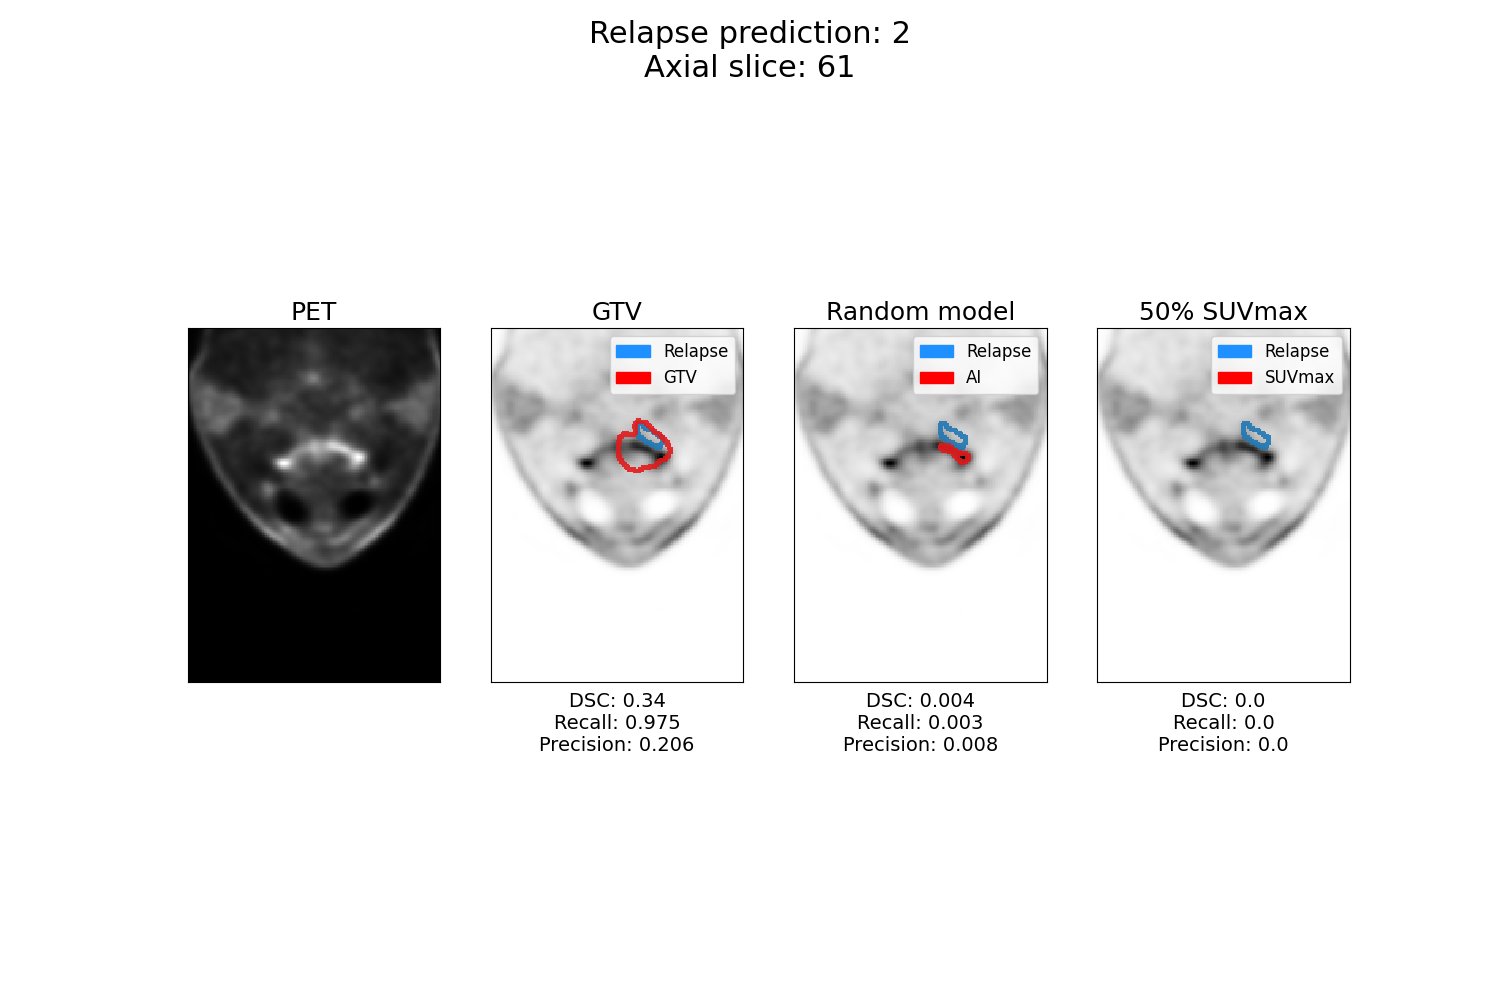 Relapse prediction: 2
Axial slice: 61
PET
GTV
Relapse
GTV
DSC: 0.34
Recall: 0.975
Precision: 0.206
Random model
Relapse
AI
DSC: 0.004
Recall: 0.003
Precision: 0.008
50% SUVmax
Relapse
SUVmax
DSC: 0.0
Recall: 0.0
Precision: 0.0